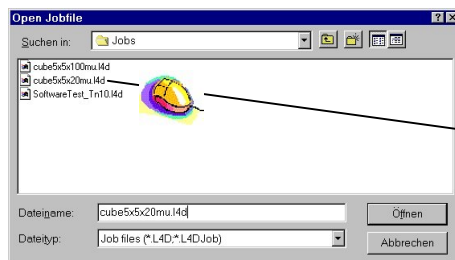 Open Jobfile
Suchen in: Jobs
cube5x5x100mu.l4d
cube5x5x20mu.l4d
SoftwareTest_Tn10.l4d
Dateiname: cube5x5x20mu.l4d Öffnen
Dateityp: Job files (*.L4D;*.L4DJob) Abbrechen